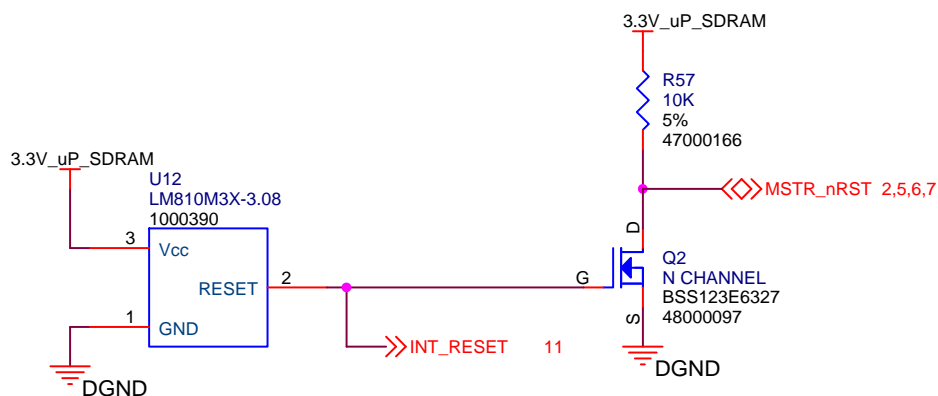 3.3V_uP_SDRAM
R57
10K
5%
47000166
3.3V_uP_SDRAM
U12
LM810M3X-3.08
1000390
MSTR_nRST 2,5,6,7
3
Vcc
D
RESET
2
G
Q2
N CHANNEL
BSS123E6327
48000097
1
GND
S
INT_RESET 11
DGND
DGND